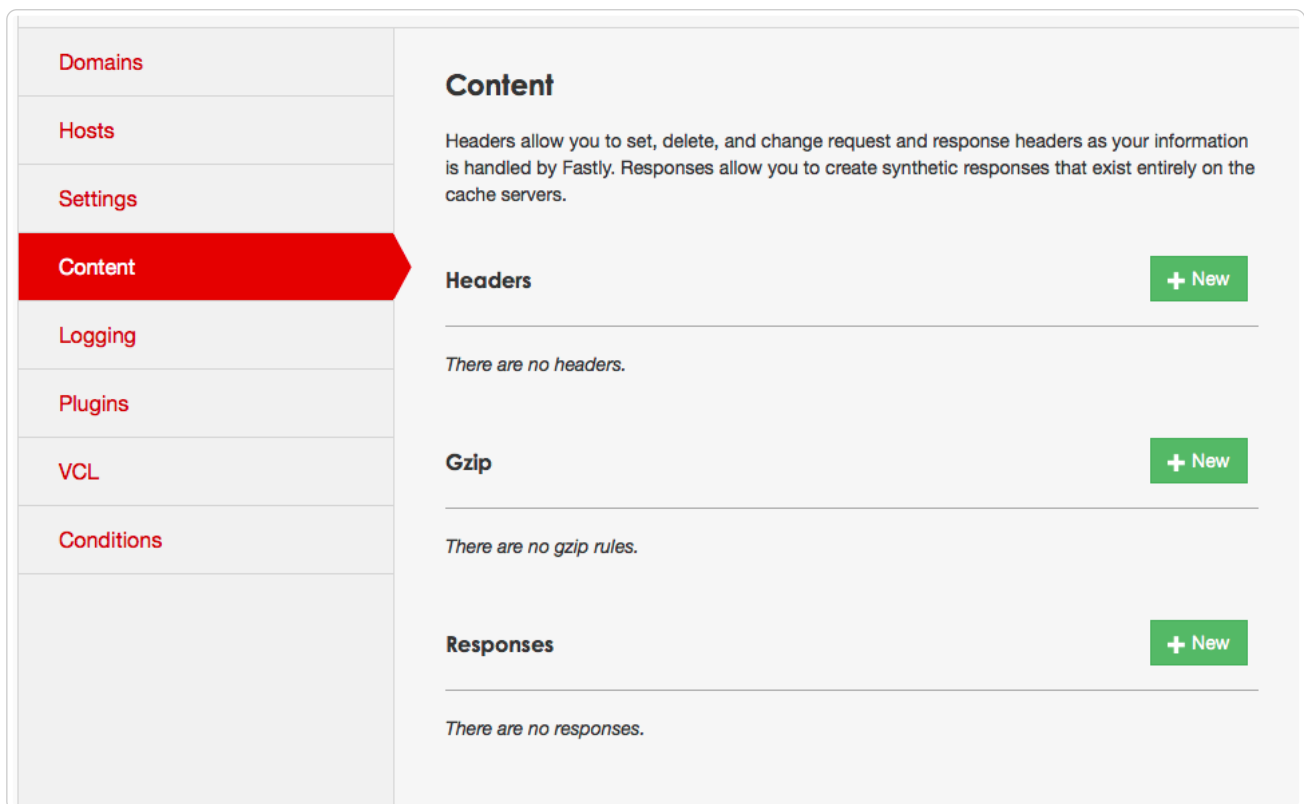 Domains
Hosts
Settings
Content
Logging
Plugins
VCL
Conditions
Content
Headers allow you to set, delete, and change request and response headers as your information
is handled by Fastly. Responses allow you to create synthetic responses that exist entirely on the
cache servers.
Headers
+ New
There are no headers.
Gzip
+ New
There are no gzip rules.
Responses
+ New
There are no responses.